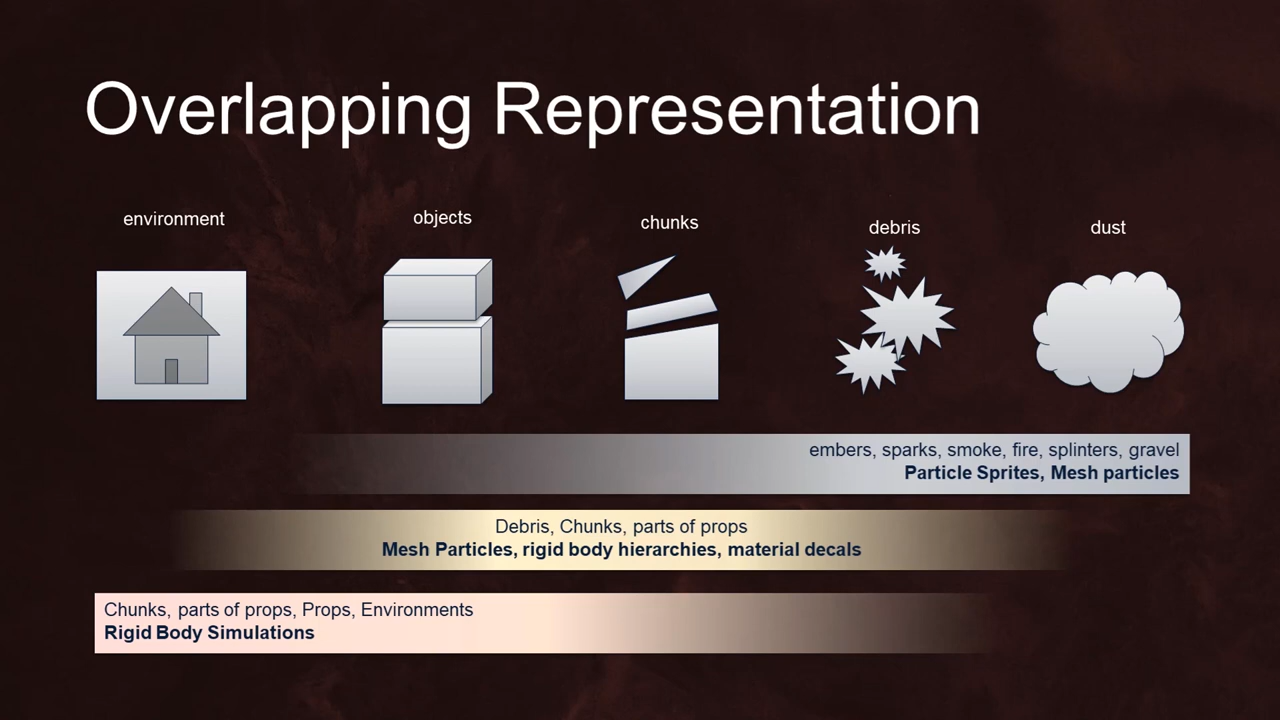 Overlapping Representation
environment
objects
chunks
debris
dust
embers, sparks, smoke, fire, splinters, gravel
Particle Sprites, Mesh particles
Debris, Chunks, parts of props
Mesh Particles, rigid body hierarchies, material decals
Chunks, parts of props, Props, Environments
Rigid Body Simulations